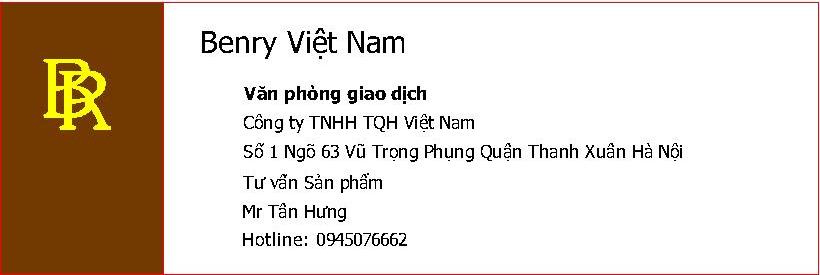 BR
Benry Việt Nam
Văn phòng giao dịch
Công ty TNHH TQH Việt Nam
Số 1 Ngõ 63 Vũ Trọng Phụng Quận Thanh Xuân Hà Nội
Tư vấn Sản phẩm
Mr Tân Hưng
Hotline: 0945076662